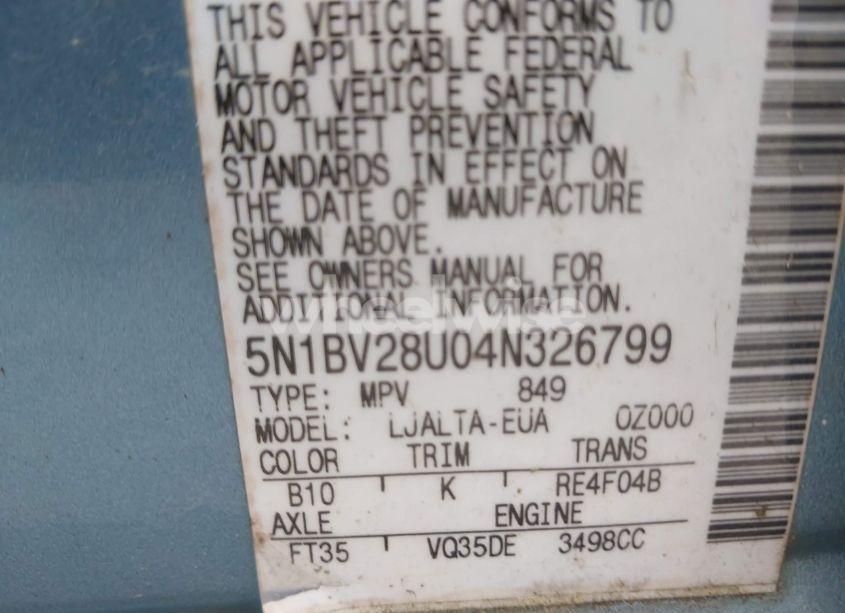 THIS VEHICLE CONFORMS TO
ALL APPLICABLE FEDERAL
MOTOR VEHICLE SAFETY
AND THEFT PREVENTION
STANDARDS IN EFFECT ON
THE DATE OF MANUFACTURE
SHOWN ABOVE.
SEE OWNERS MANUAL FOR
ADDITIONAL INFORMATION.
wheelwise
5N1BV28U04N326799
TYPE: MPV 849
MODEL: LJALTA-EUA 0Z000
COLOR TRIM TRANS
B10 K RE4F04B
AXLE ENGINE
FT35 VQ35DE 3498CC